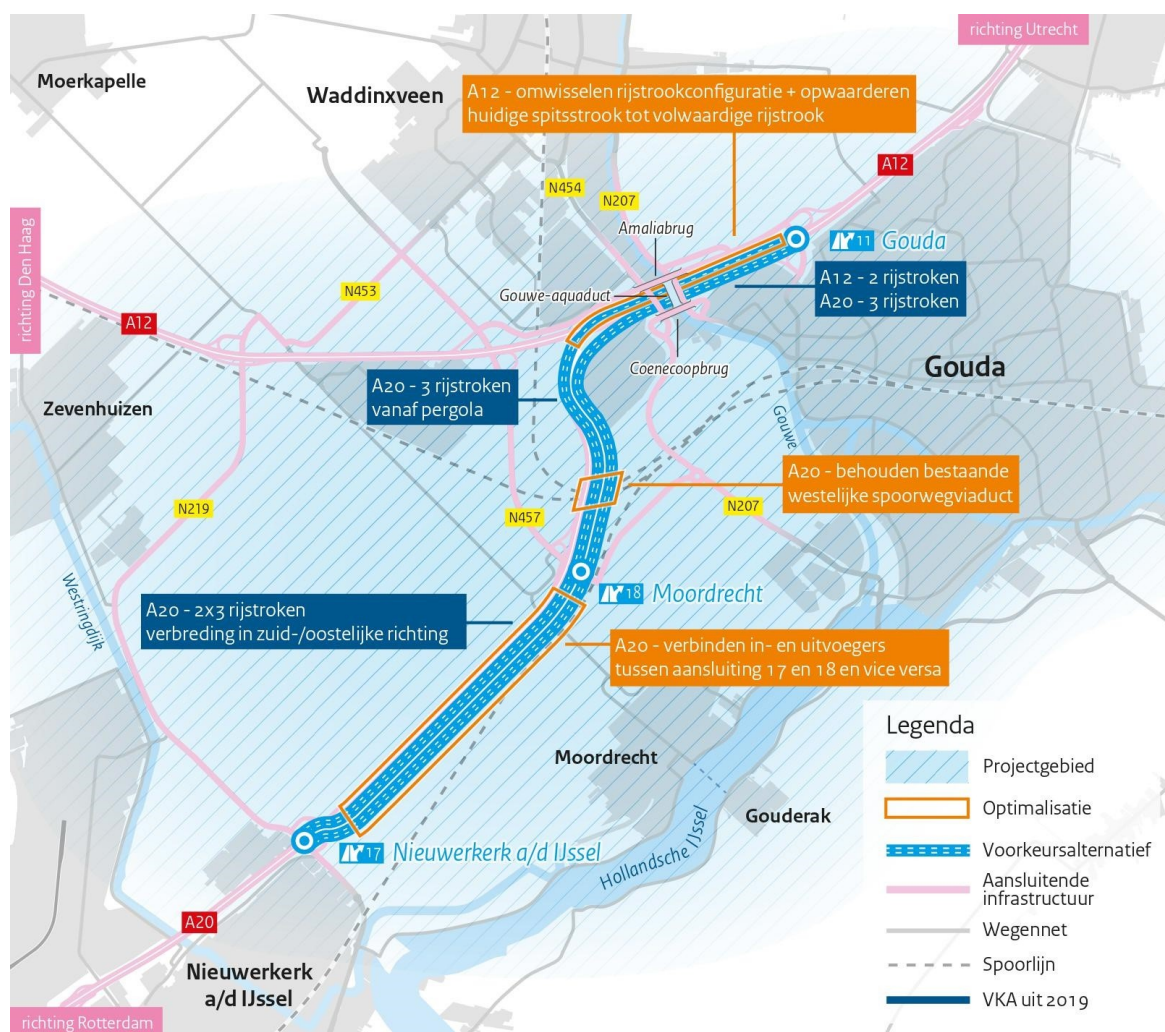 richting Utrecht
Moerkapelle
Waddinxveen
A12 - omwisselen rijstrookconfiguratie + opwaarderen
huidige spitsstrook tot volwaardige rijstrook
A12
N454
N207
Amaliabrug
11 Gouda
richting Den Haag
N453
Gouwe-aquaduct
A12 - 2 rijstroken
A20 - 3 rijstroken
A12
Coenecoopbrug
Gouda
A20 - 3 rijstroken
vanaf pergola
Zevenhuizen
Gouwe
A20 - behouden bestaande
westelijke spoorwegviaduct
N219
N457
N207
Westringdijk
18 Moordrecht
A20 - 2x3 rijstroken
verbreding in zuid-/oostelijke richting
A20 - verbinden in- en uitvoegers
tussen aansluiting 17 en 18 en vice versa
Moordrecht
Gouderak
Hollandsche IJssel
17 Nieuwerkerk a/d IJssel
A20
Nieuwerkerk
a/d IJssel
richting Rotterdam
Legenda
Projectgebied
Optimalisatie
Voorkeursalternatief
Aansluitende
infrastructuur
Wegennet
Spoorlijn
VKA uit 2019